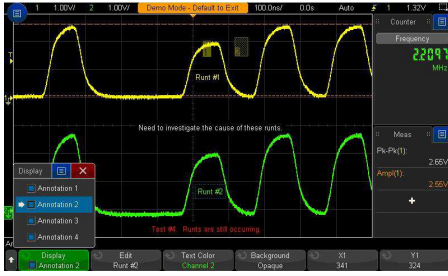 1 1.00V/ 2 1.00V/ Demo Mode - Default to Exit 100.0ns/ 0.0s Auto 1 1.32V
Counter
Frequency
2.2097
MHz
Runt #1
Need to investigate the cause of these runts.
Meas
Pk-Pk(1):
2.65V
Ampl(1):
2.55V
Display
Annotation 1
Annotation 2
Annotation 3
Annotation 4
Runt #2
Test #4: Runts are still occurring.
Display
Annotation 2
Edit
Runt #2
Text Color
Channel 2
Background
Opaque
X1
341
Y1
324